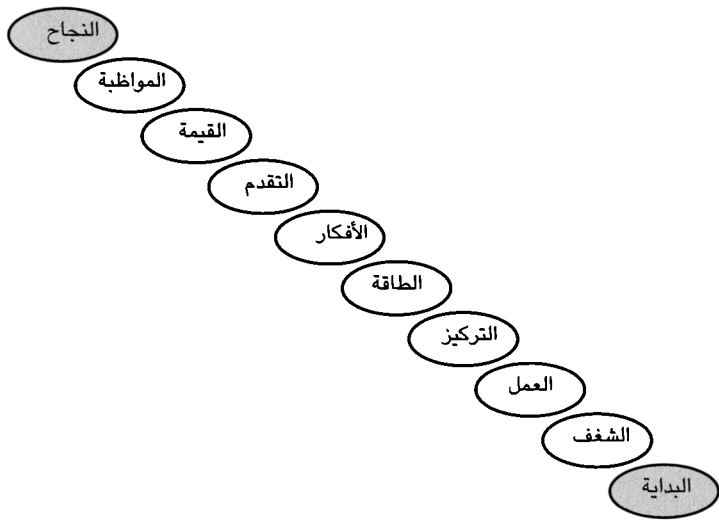 النجاح
المواظبة
القيمة
التقدم
الأفكار
الطاقة
التركيز
العمل
الشغف
البداية